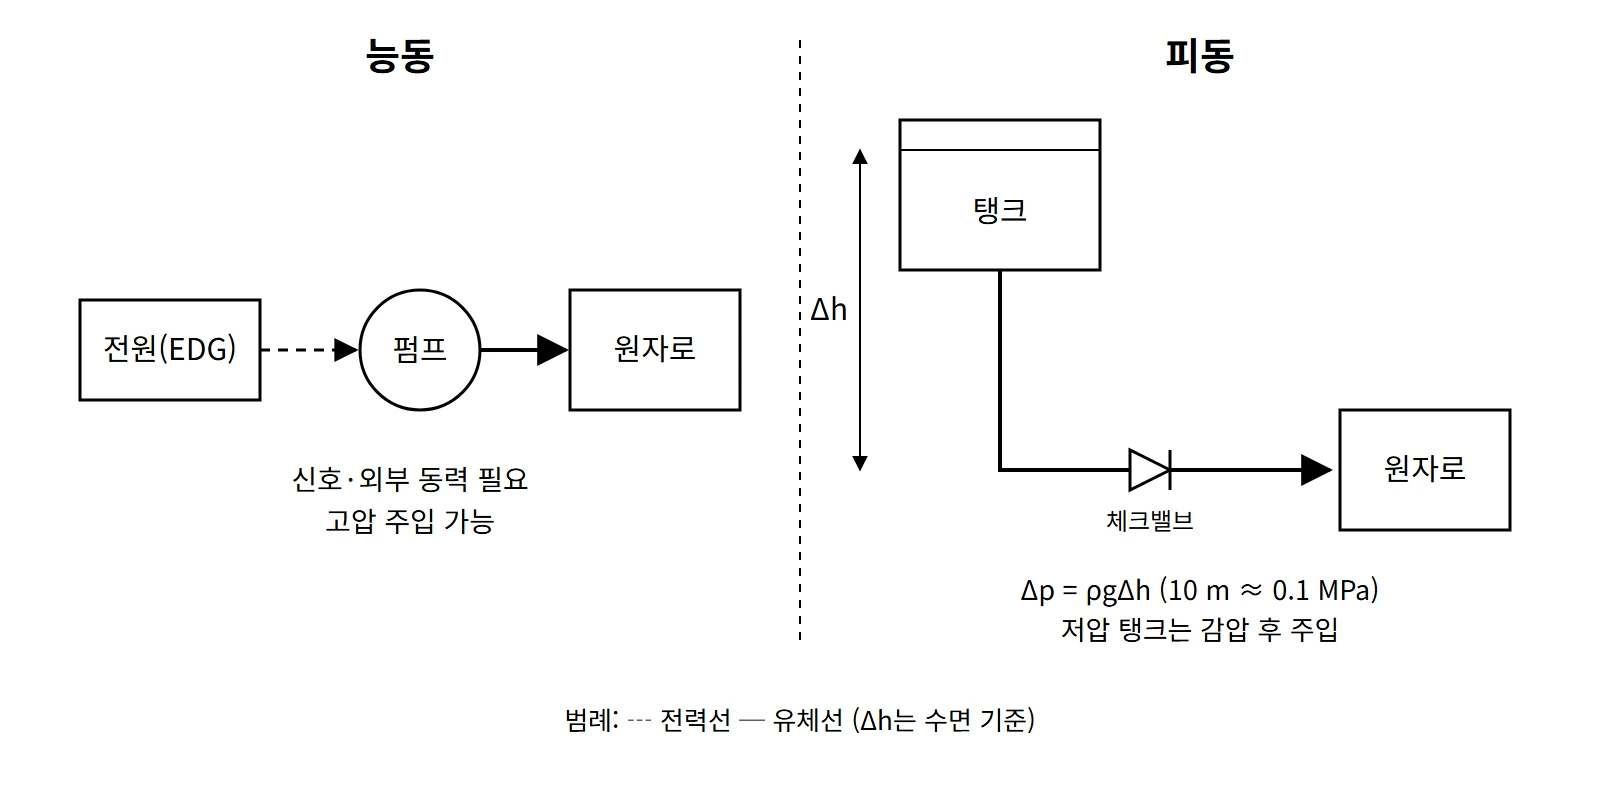 능동
전원(EDG)
펌프
원자로
신호·외부 동력 필요
고압 주입 가능
피동
탱크
Δh
원자로
체크밸브
Δp = ρgΔh (10 m ≈ 0.1 MPa)
저압 탱크는 감압 후 주입
범례: --- 전력선 — 유체선 (Δh는 수면 기준)